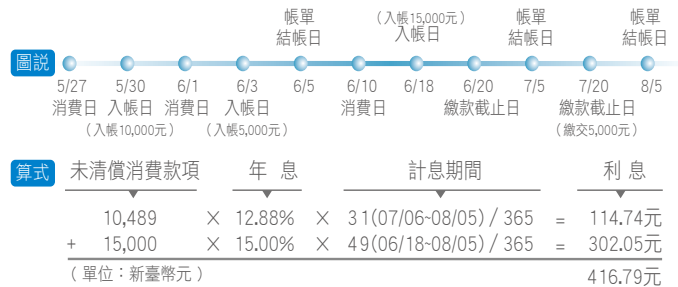 帳單 （入帳15,000元） 帳單 帳單
結帳日 入帳日 結帳日 結帳日
圖説
5/27 5/30 6/1 6/3 6/5 6/10 6/18 6/20 7/5 7/20 8/5
消費日 入帳日 消費日 入帳日 消費日 繳款截止日 繳款截止日
（入帳10,000元） （入帳5,000元） （繳交5,000元）
算式 未清償消費款項 年 息 計息期間 利 息
10,489 × 12.88% × 31(07/06~08/05) / 365 = 114.74元
+ 15,000 × 15.00% × 49(06/18~08/05) / 365 = 302.05元
（單位：新臺幣元） 416.79元